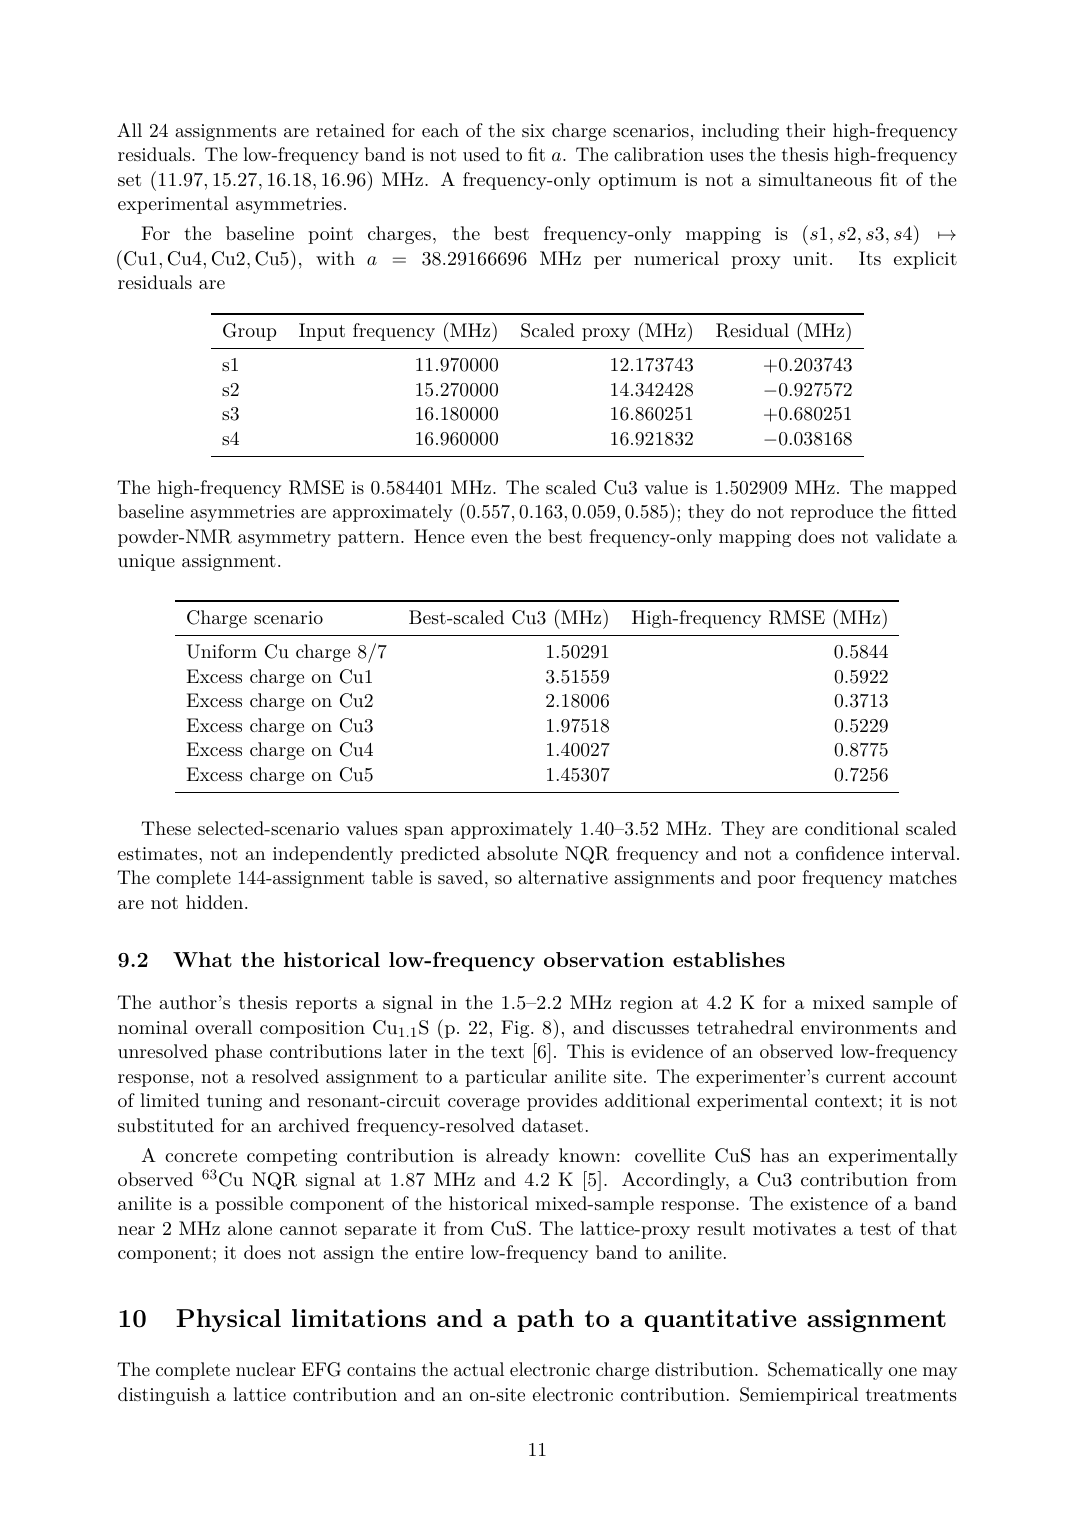 All 24 assignments are retained for each of the six charge scenarios, including their high-frequency
residuals. The low-frequency band is not used to fit a. The calibration uses the thesis high-frequency
set (11.97, 15.27, 16.18, 16.96) MHz. A frequency-only optimum is not a simultaneous fit of the
experimental asymmetries.
For the baseline point charges, the best frequency-only mapping is (s1, s2, s3, s4) ↦
(Cu1, Cu4, Cu2, Cu5), with a = 38.29166696 MHz per numerical proxy unit. Its explicit
residuals are
Group Input frequency (MHz) Scaled proxy (MHz) Residual (MHz)
s1 11.970000 12.173743 +0.203743
s2 15.270000 14.342428 −0.927572
s3 16.180000 16.860251 +0.680251
s4 16.960000 16.921832 −0.038168
The high-frequency RMSE is 0.584401 MHz. The scaled Cu3 value is 1.502909 MHz. The mapped
baseline asymmetries are approximately (0.557, 0.163, 0.059, 0.585); they do not reproduce the fitted
powder-NMR asymmetry pattern. Hence even the best frequency-only mapping does not validate a
unique assignment.
Charge scenario Best-scaled Cu3 (MHz) High-frequency RMSE (MHz)
Uniform Cu charge 8/7 1.50291 0.5844
Excess charge on Cu1 3.51559 0.5922
Excess charge on Cu2 2.18006 0.3713
Excess charge on Cu3 1.97518 0.5229
Excess charge on Cu4 1.40027 0.8775
Excess charge on Cu5 1.45307 0.7256
These selected-scenario values span approximately 1.40–3.52 MHz. They are conditional scaled
estimates, not an independently predicted absolute NQR frequency and not a confidence interval.
The complete 144-assignment table is saved, so alternative assignments and poor frequency matches
are not hidden.
9.2 What the historical low-frequency observation establishes
The author's thesis reports a signal in the 1.5–2.2 MHz region at 4.2 K for a mixed sample of
nominal overall composition Cu₁.₁S (p. 22, Fig. 8), and discusses tetrahedral environments and
unresolved phase contributions later in the text [6]. This is evidence of an observed low-frequency
response, not a resolved assignment to a particular anilite site. The experimenter's current account
of limited tuning and resonant-circuit coverage provides additional experimental context; it is not
substituted for an archived frequency-resolved dataset.
A concrete competing contribution is already known: covellite CuS has an experimentally
observed ⁶³Cu NQR signal at 1.87 MHz and 4.2 K [5]. Accordingly, a Cu3 contribution from
anilite is a possible component of the historical mixed-sample response. The existence of a band
near 2 MHz alone cannot separate it from CuS. The lattice-proxy result motivates a test of that
component; it does not assign the entire low-frequency band to anilite.
10 Physical limitations and a path to a quantitative assignment
The complete nuclear EFG contains the actual electronic charge distribution. Schematically one may
distinguish a lattice contribution and an on-site electronic contribution. Semiempirical treatments
11